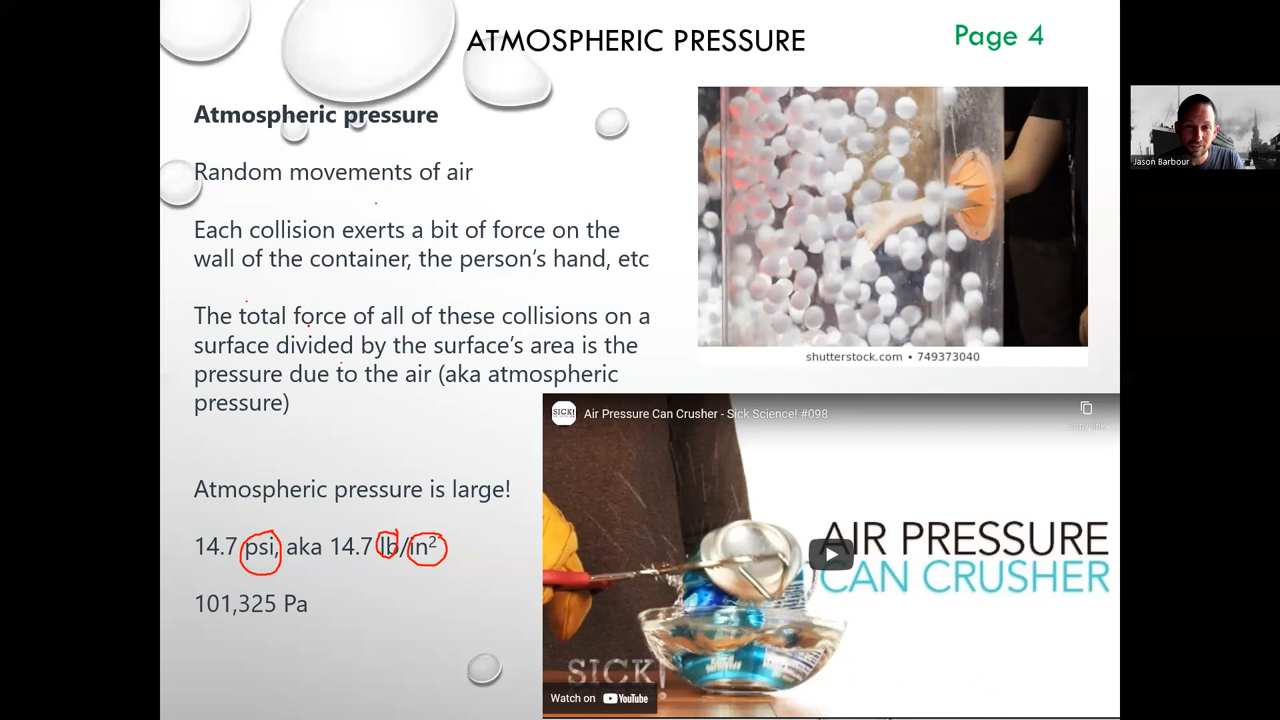 ATMOSPHERIC PRESSURE
Page 4
Atmospheric pressure
Random movements of air
Each collision exerts a bit of force on the
wall of the container, the person's hand, etc
The total force of all of these collisions on a
surface divided by the surface's area is the
pressure due to the air (aka atmospheric
pressure)
Atmospheric pressure is large!
14.7 psi, aka 14.7 lb/in²
101,325 Pa
shutterstock.com • 749373040
SICK!
Air Pressure Can Crusher - Sick Science! #098
Copy link
AIR PRESSURE
CAN CRUSHER
SICK!
Watch on YouTube
Jason Barbour